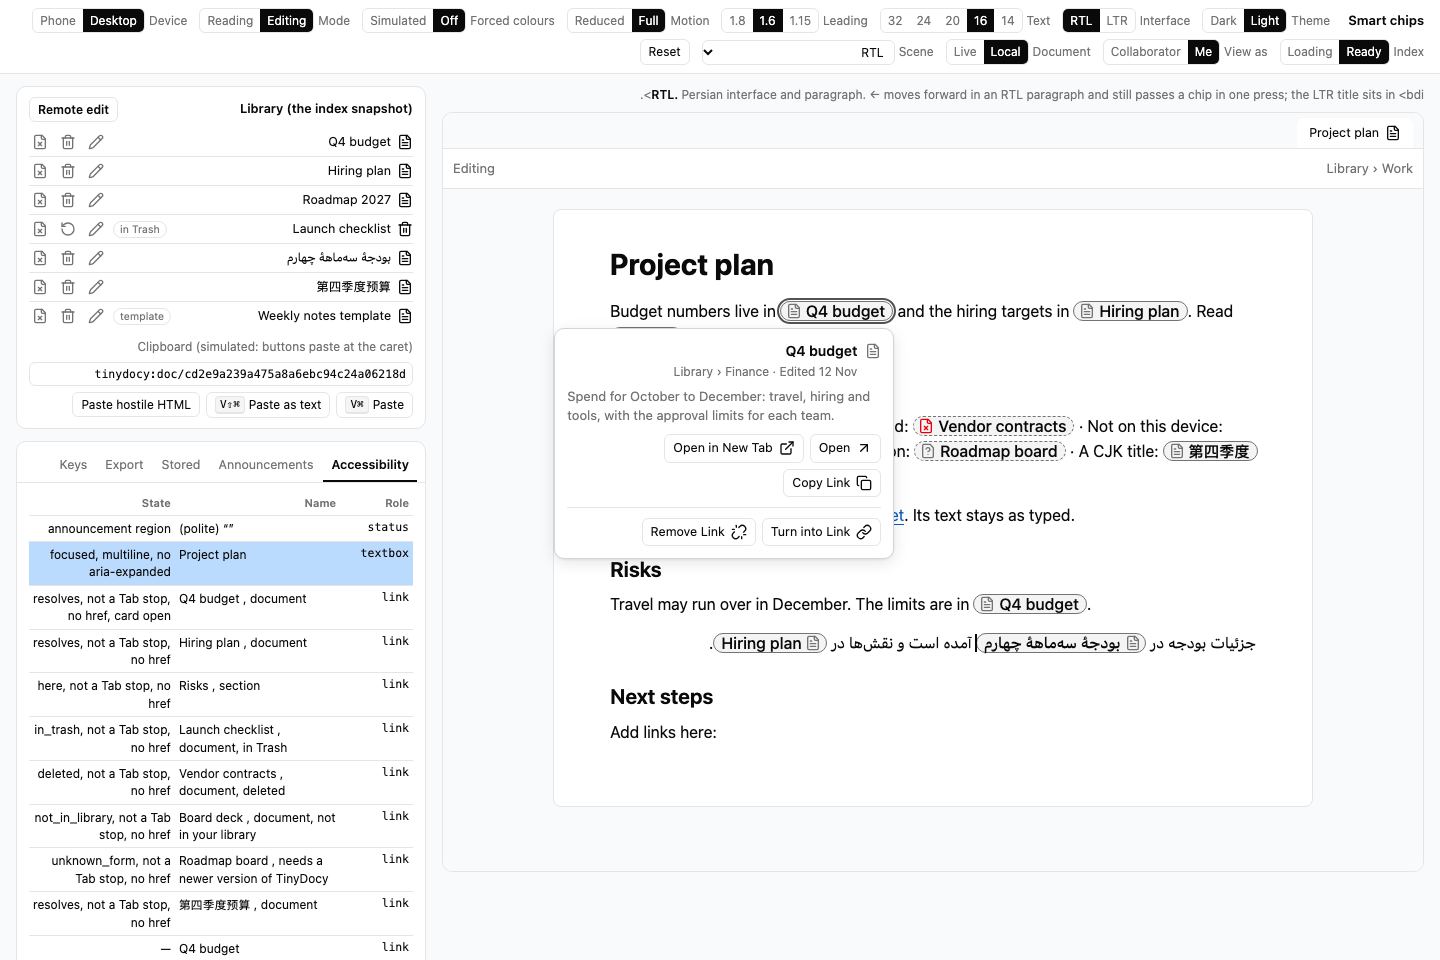 Smart chips
Theme Light Dark
Interface LTR RTL
Text 14 16 20 24 32
Leading 1.15 1.6 1.8
Motion Full Reduced
Forced colours Off Simulated
Mode Editing Reading
Device Desktop Phone
Index Ready Loading
View as Me Collaborator
Document Local Live
Scene RTL
Reset
.<RTL. Persian interface and paragraph. ← moves forward in an RTL paragraph and still passes a chip in one press; the LTR title sits in <bdi
Library (the index snapshot)
Remote edit
Q4 budget
Hiring plan
Roadmap 2027
Launch checklist
in Trash
بودجهٔ سه‌ماههٔ چهارم
第四季度预算
Weekly notes template
template
Clipboard (simulated: buttons paste at the caret)
tinydocy:doc/cd2e9a239a475a8a6ebc94c24a06218d
Paste V⌘
Paste as text V⇧⌘
Paste hostile HTML
Accessibility
Announcements
Stored
Export
Keys
Role Name State
status (polite) “” announcement region
textbox Project plan focused, multiline, no
aria-expanded
link Q4 budget , document resolves, not a Tab stop,
no href, card open
link Hiring plan , document resolves, not a Tab stop,
no href
link Risks , section here, not a Tab stop, no
href
link Launch checklist , in_trash, not a Tab stop,
document, in Trash no href
link Vendor contracts , deleted, not a Tab stop,
document, deleted no href
link Board deck , document, not not_in_library, not a Tab
in your library stop, no href
link Roadmap board , needs a unknown_form, not a
newer version of TinyDocy Tab stop, no href
link 第四季度预算 , document resolves, not a Tab stop,
no href
link Q4 budget —
Project plan
Library › Work
Editing
Project plan
Budget numbers live in Q4 budget and the hiring targets in Hiring plan. Read
Q4 budget
Library › Finance · Edited 12 Nov
Spend for October to December: travel, hiring and
tools, with the approval limits for each team.
Open
Open in New Tab
Copy Link
Turn into Link
Remove Link
d: Vendor contracts · Not on this device:
on: Roadmap board · A CJK title: 第四季度
et. Its text stays as typed.
Risks
Travel may run over in December. The limits are in Q4 budget.
جزئیات بودجه در بودجهٔ سه‌ماههٔ چهارم آمده است و نقش‌ها در Hiring plan.
Next steps
Add links here: